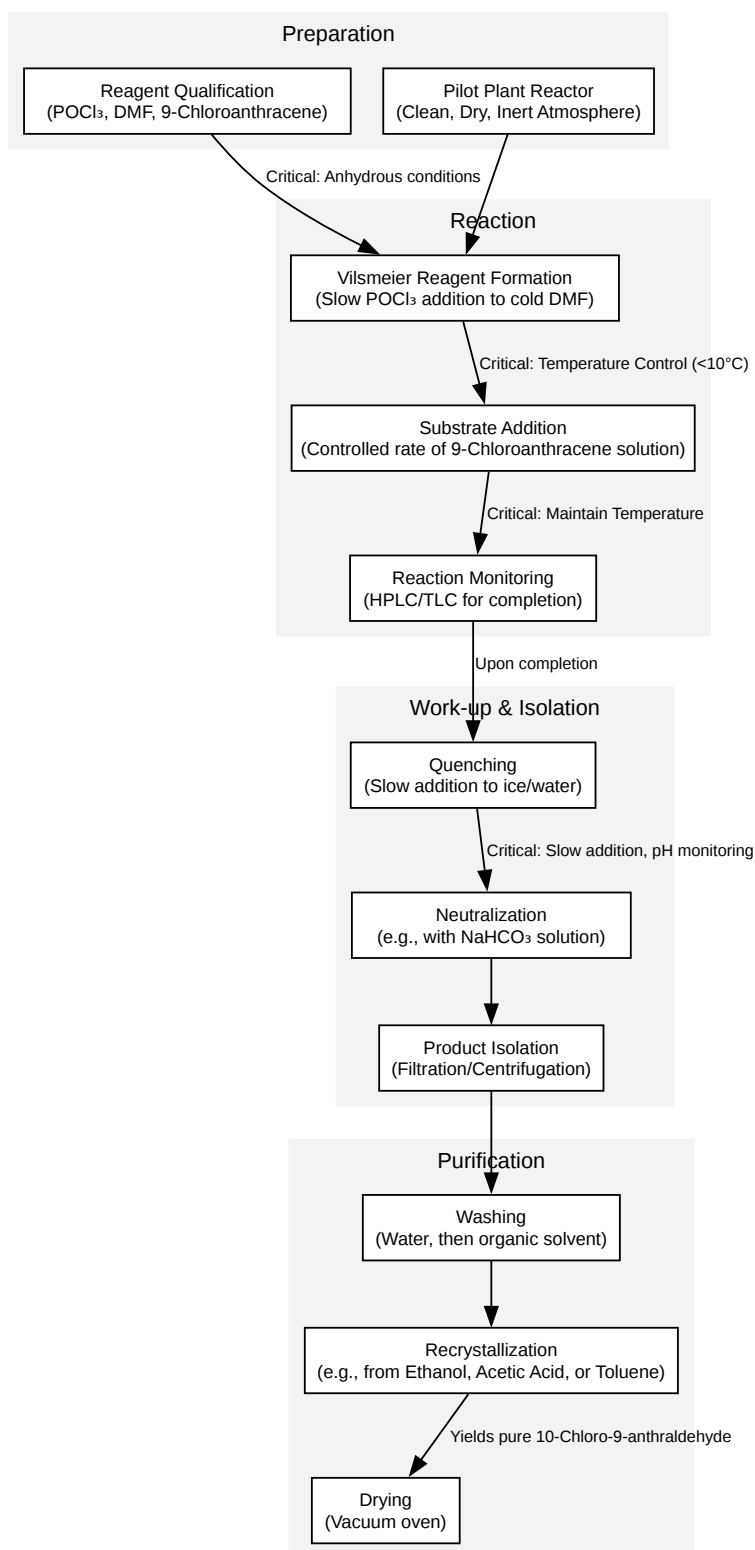 Preparation
Reagent Qualification
(POCl₃, DMF, 9-Chloroanthracene)
Pilot Plant Reactor
(Clean, Dry, Inert Atmosphere)
Critical: Anhydrous conditions
Reaction
Vilsmeier Reagent Formation
(Slow POCl₃ addition to cold DMF)
Critical: Temperature Control (<10°C)
Substrate Addition
(Controlled rate of 9-Chloroanthracene solution)
Critical: Maintain Temperature
Reaction Monitoring
(HPLC/TLC for completion)
Upon completion
Work-up & Isolation
Quenching
(Slow addition to ice/water)
Critical: Slow addition, pH monitoring
Neutralization
(e.g., with NaHCO₃ solution)
Product Isolation
(Filtration/Centrifugation)
Purification
Washing
(Water, then organic solvent)
Recrystallization
(e.g., from Ethanol, Acetic Acid, or Toluene)
Yields pure 10-Chloro-9-anthraldehyde
Drying
(Vacuum oven)